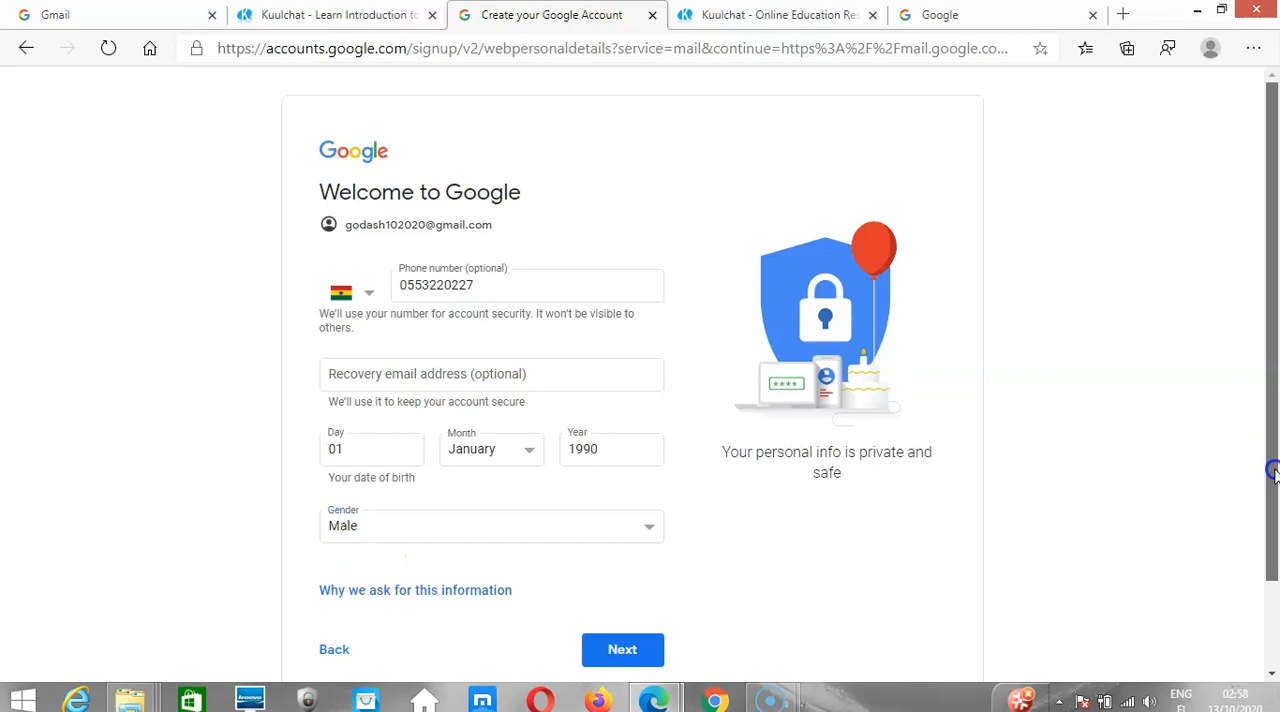 Gmail
Kuulchat - Learn Introduction to
Create your Google Account
Kuulchat - Online Education Res
Google
https://accounts.google.com/signup/v2/webpersonaldetails?service=mail&continue=https%3A%2F%2Fmail.google.co...
Google
Welcome to Google
godash102020@gmail.com
Phone number (optional)
0553220227
We'll use your number for account security. It won't be visible to
others.
Recovery email address (optional)
We'll use it to keep your account secure
Day
Month
Year
01
January
1990
Your date of birth
Gender
Male
Why we ask for this information
Back
Next
****
Your personal info is private and
safe
ENG
02:58
13/10/2020